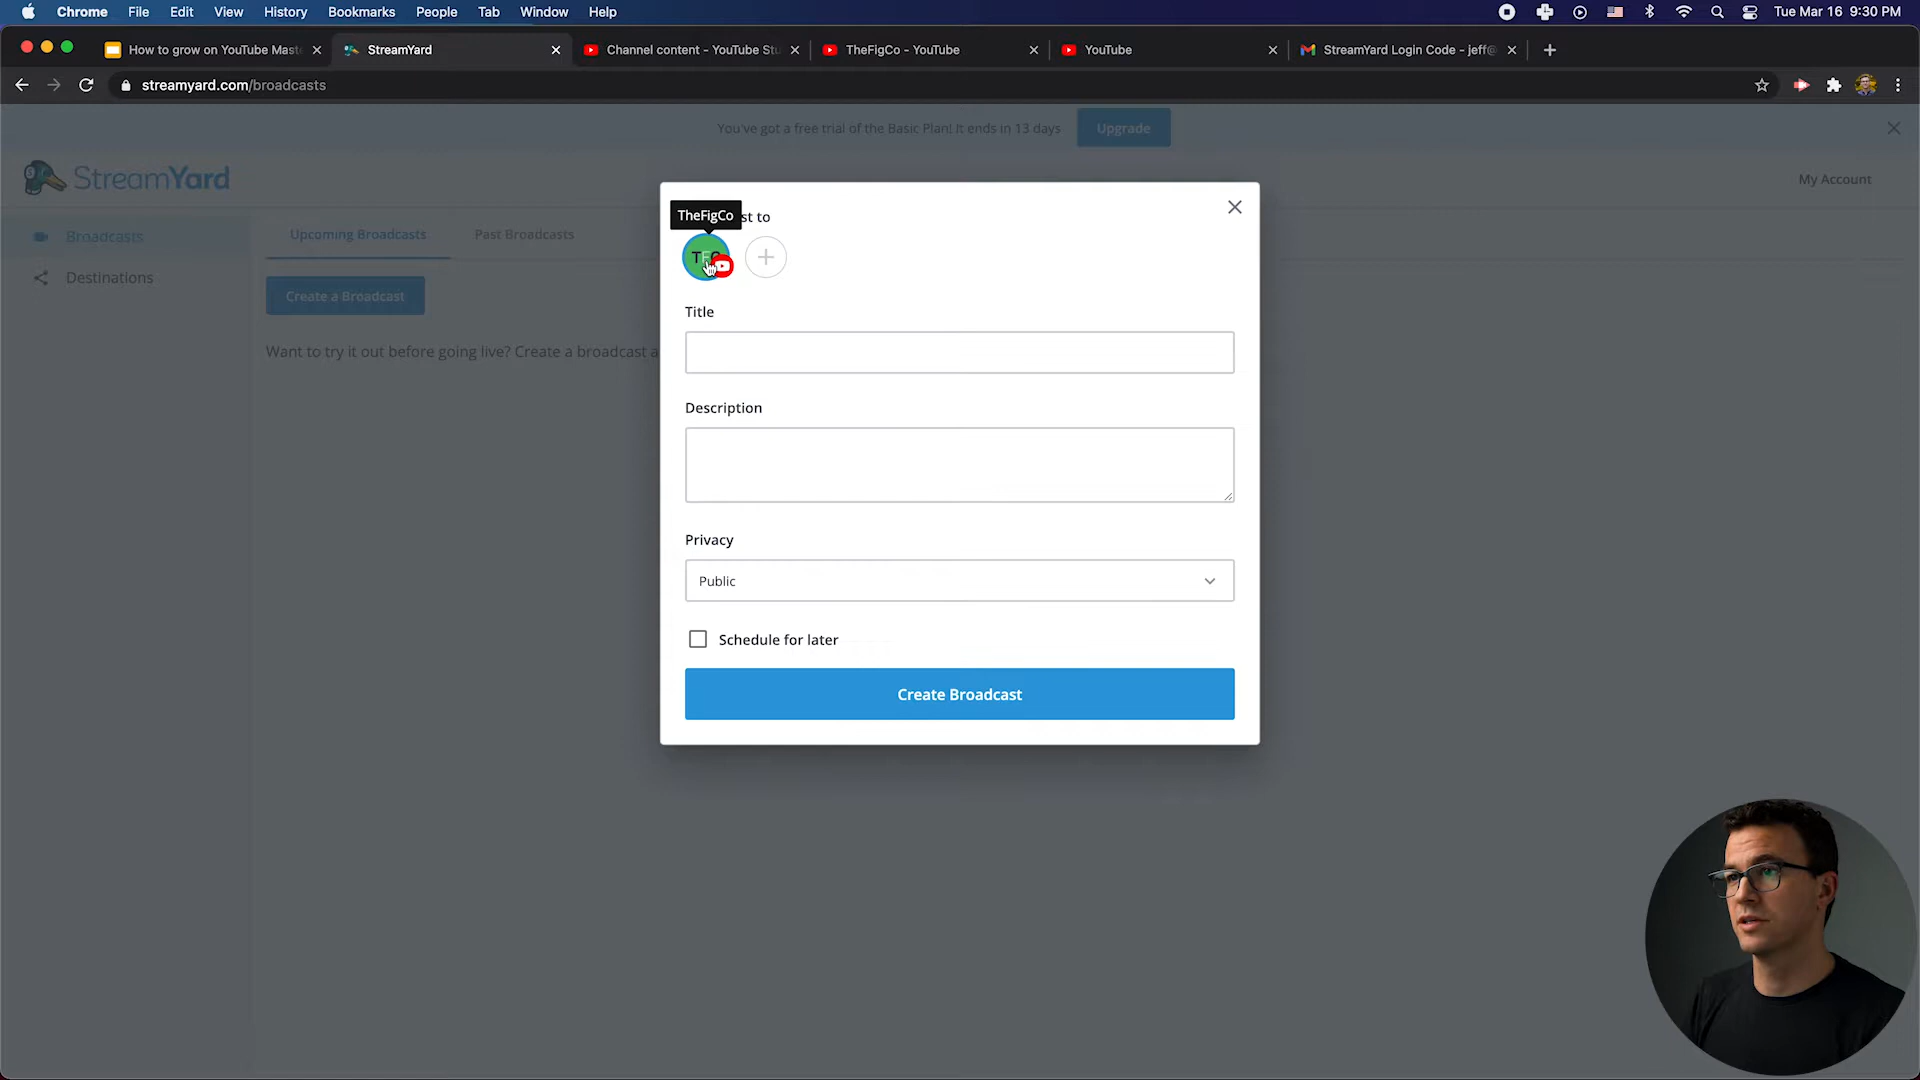 Chrome File Edit View History Bookmarks People Tab Window Help Tue Mar 16 9:30 PM
How to grow on YouTube Mast StreamYard Channel content - YouTube Stu TheFigCo - YouTube YouTube StreamYard Login Code - jeff@
streamyard.com/broadcasts
You've got a free trial of the Basic Plan! It ends in 13 days Upgrade
StreamYard My Account
TheFigCo st to
Broadcasts Upcoming Broadcasts Past Broadcasts
Destinations
Create a Broadcast
Title
Want to try it out before going live? Create a broadcast a
Description
Privacy
Public
Schedule for later
Create Broadcast